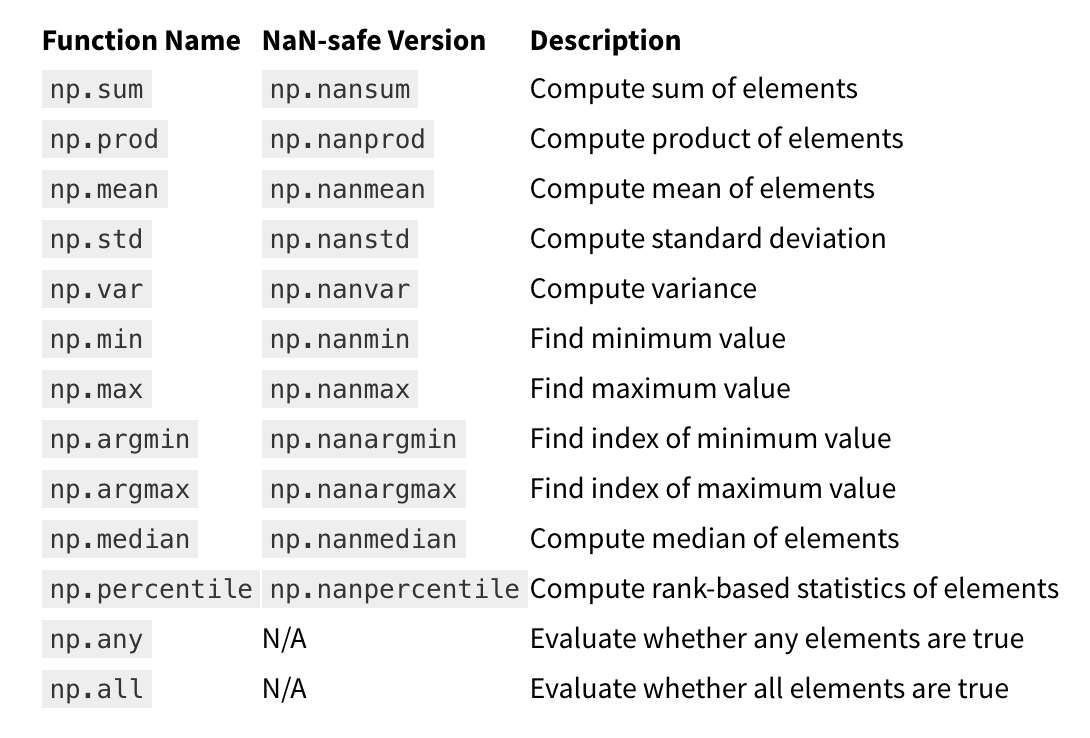 Function Name NaN-safe Version Description
np.sum np.nansum Compute sum of elements
np.prod np.nanprod Compute product of elements
np.mean np.nanmean Compute mean of elements
np.std np.nanstd Compute standard deviation
np.var np.nanvar Compute variance
np.min np.nanmin Find minimum value
np.max np.nanmax Find maximum value
np.argmin np.nanargmin Find index of minimum value
np.argmax np.nanargmax Find index of maximum value
np.median np.nanmedian Compute median of elements
np.percentile np.nanpercentile Compute rank-based statistics of elements
np.any N/A Evaluate whether any elements are true
np.all N/A Evaluate whether all elements are true